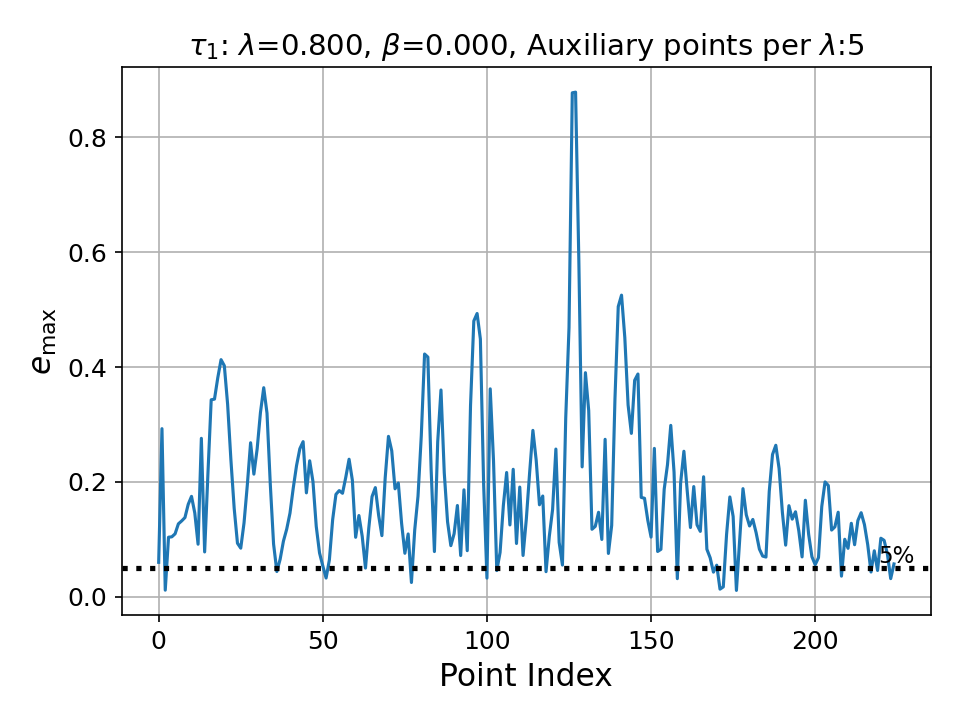 τ₁: λ=0.800, β=0.000, Auxiliary points per λ:5
e_max
0.8
0.6
0.4
0.2
0.0
5%
0 50 100 150 200
Point Index